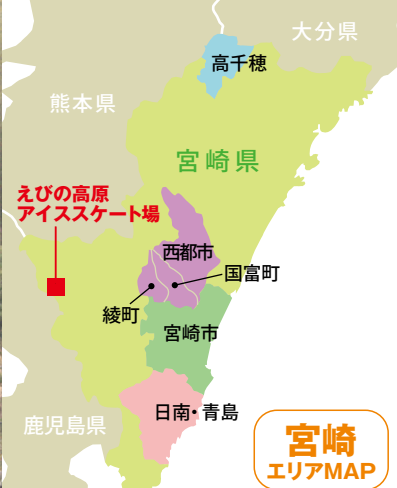 大分県
高千穂
熊本県
宮崎県
えびの高原
アイススケート場
西都市
国富町
綾町
宮崎市
日南・青島
鹿児島県
宮崎
エリアMAP